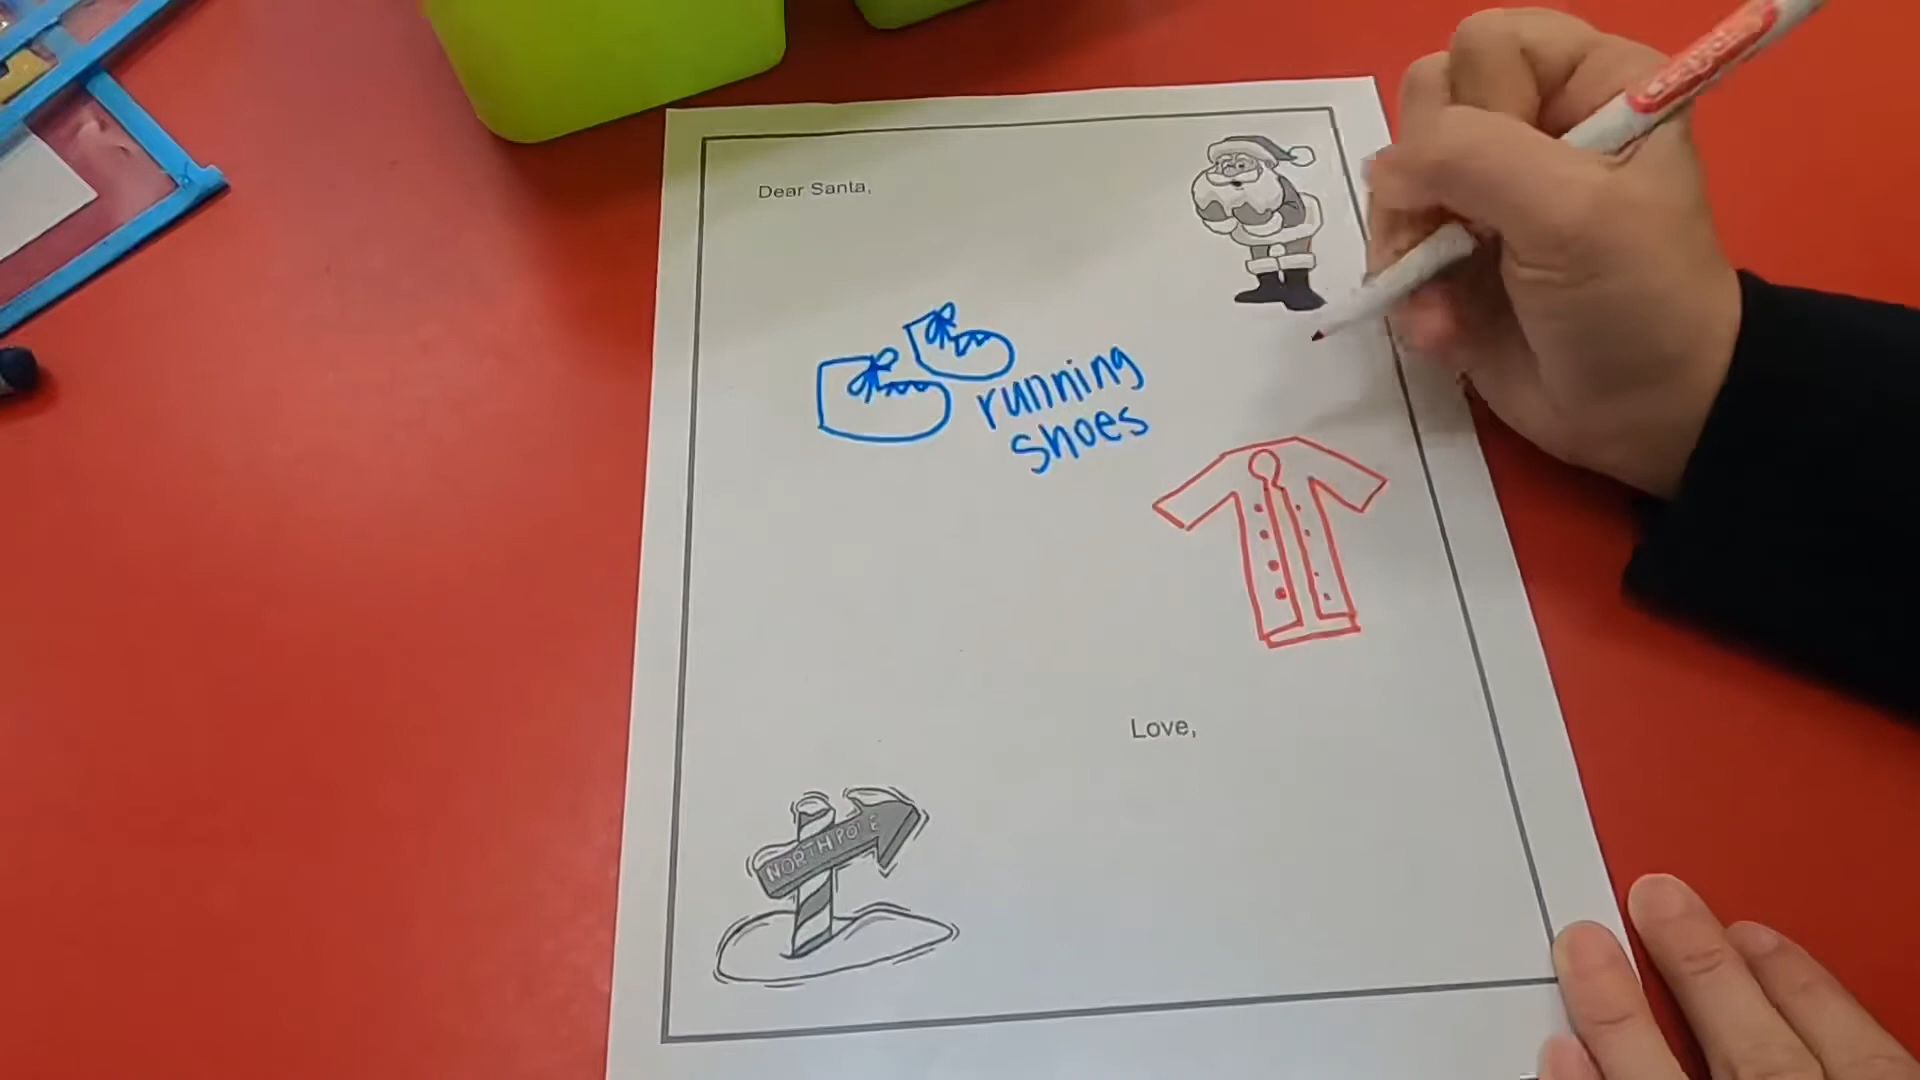 Dear Santa,
running
shoes
Love,
NORTH POLE